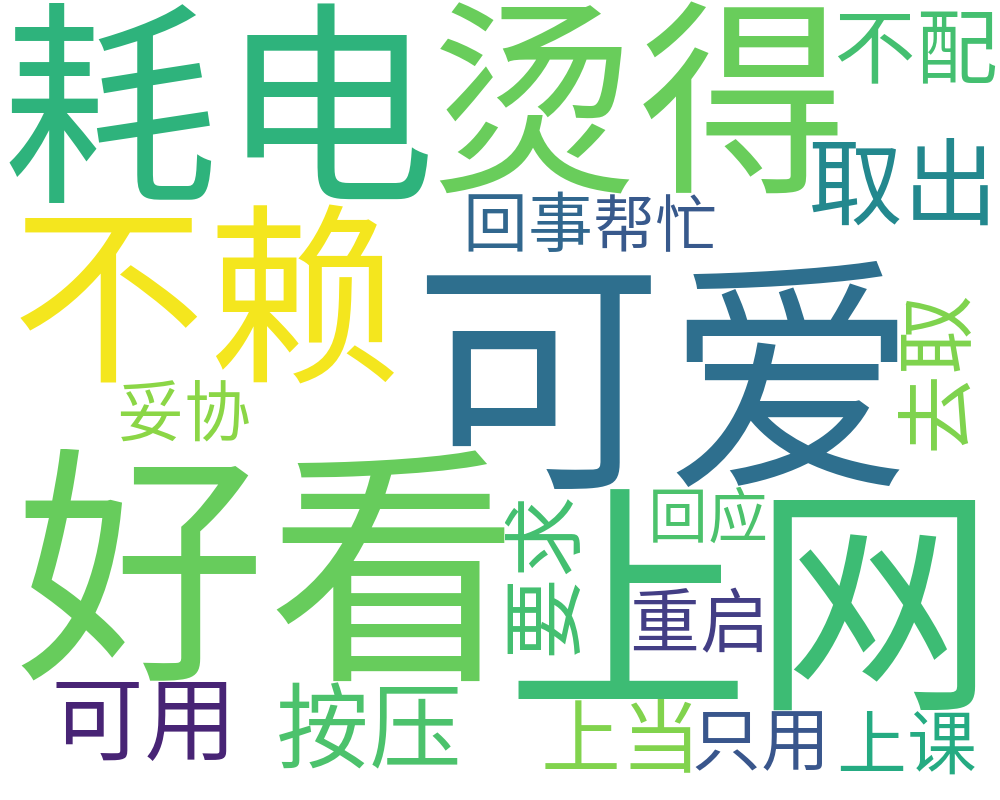 耗电
烫得
不配
取出
回事
帮忙
不赖
可爱
去取
妥协
好看
上网
要求
回应
重启
可用
按压
上当
只用
上课